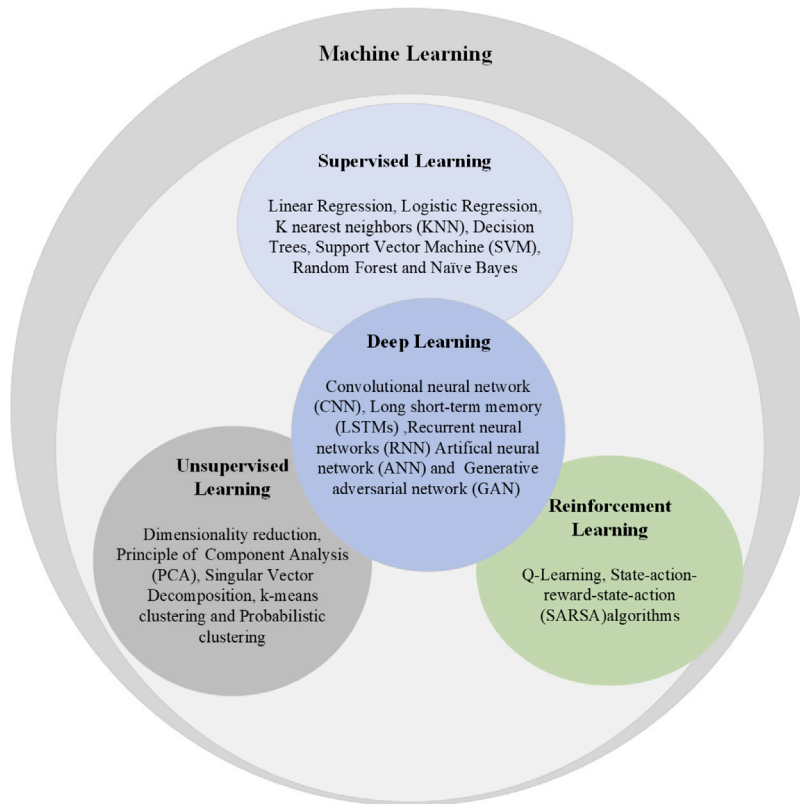 Machine Learning
Supervised Learning
Linear Regression, Logistic Regression,
K nearest neighbors (KNN), Decision
Trees, Support Vector Machine (SVM),
Random Forest and Naïve Bayes
Deep Learning
Convolutional neural network
(CNN), Long short-term memory
(LSTMs) ,Recurrent neural
networks (RNN) Artifical neural
network (ANN) and Generative
adversarial network (GAN)
Unsupervised
Learning
Dimensionality reduction,
Principle of Component Analysis
(PCA), Singular Vector
Decomposition, k-means
clustering and Probabilistic
clustering
Reinforcement
Learning
Q-Learning, State-action-
reward-state-action
(SARSA)algorithms